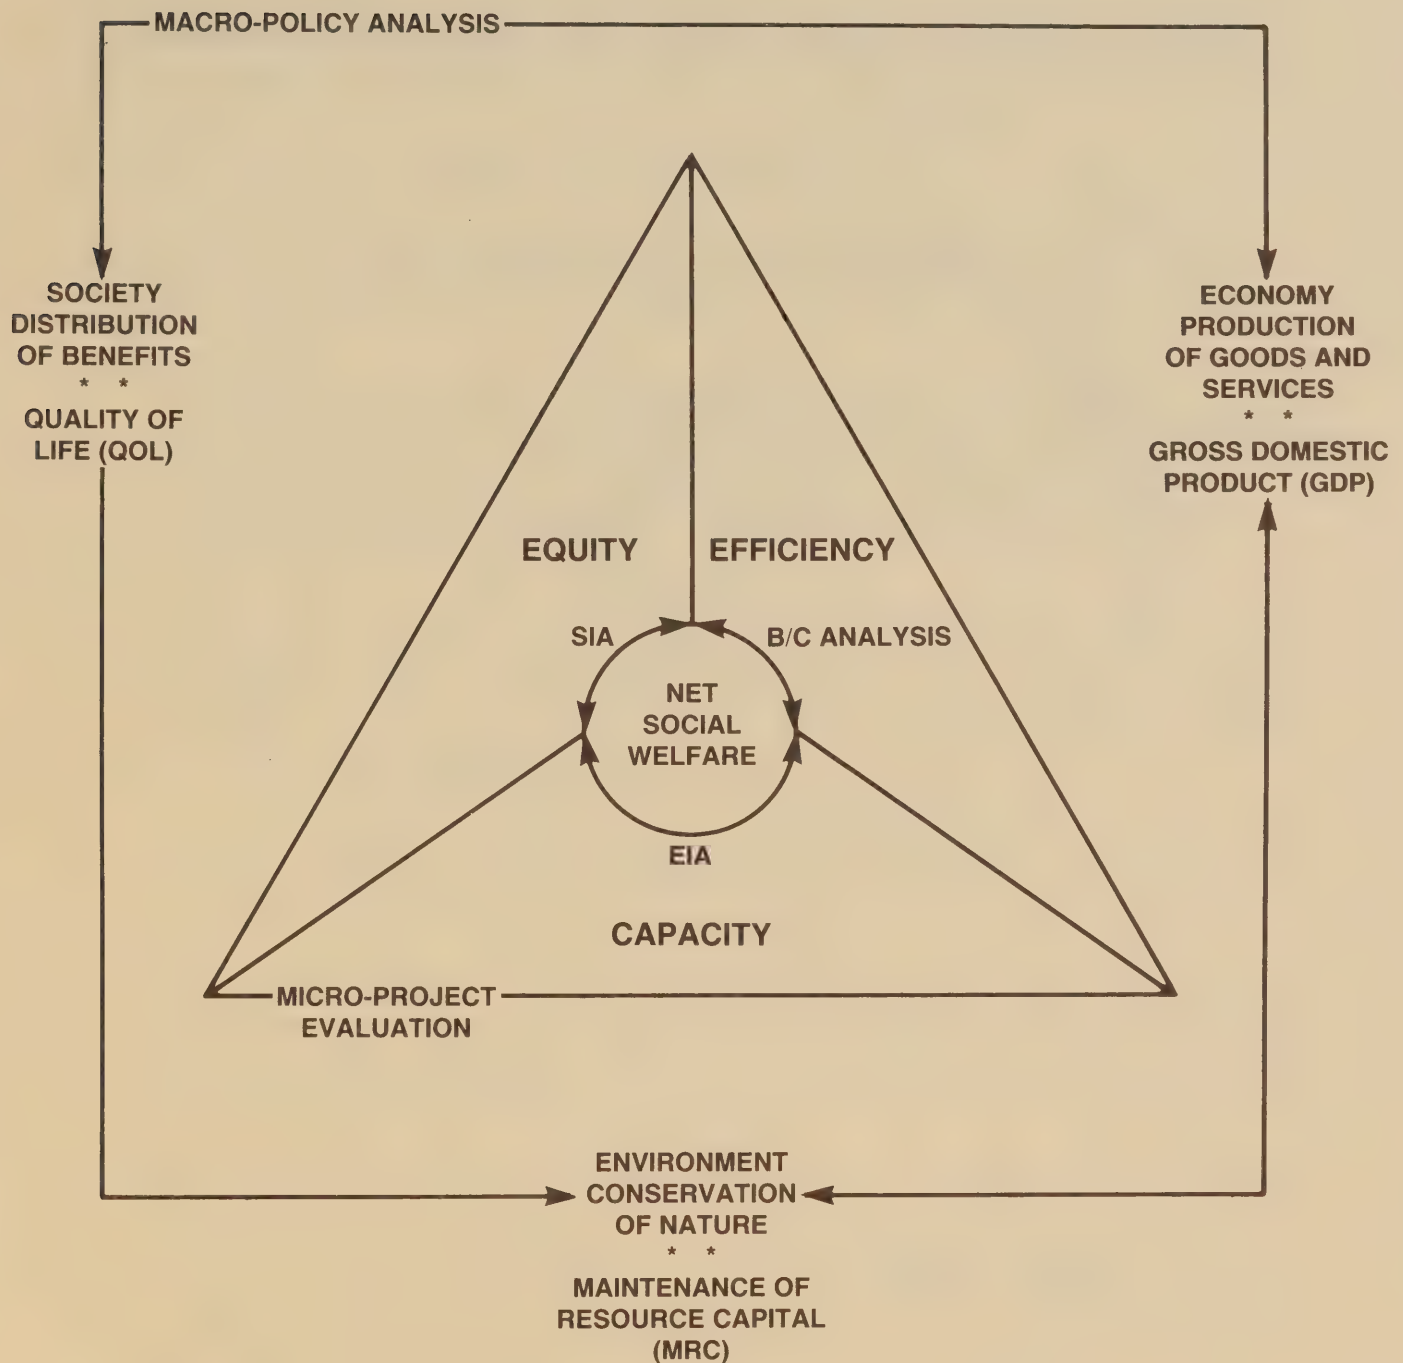 MACRO-POLICY ANALYSIS
SOCIETY
DISTRIBUTION
OF BENEFITS
* *
QUALITY OF
LIFE (QOL)
ECONOMY
PRODUCTION
OF GOODS AND
SERVICES
* *
GROSS DOMESTIC
PRODUCT (GDP)
EQUITY
EFFICIENCY
SIA
B/C ANALYSIS
NET
SOCIAL
WELFARE
EIA
CAPACITY
MICRO-PROJECT
EVALUATION
ENVIRONMENT
CONSERVATION
OF NATURE
* *
MAINTENANCE OF
RESOURCE CAPITAL
(MRC)